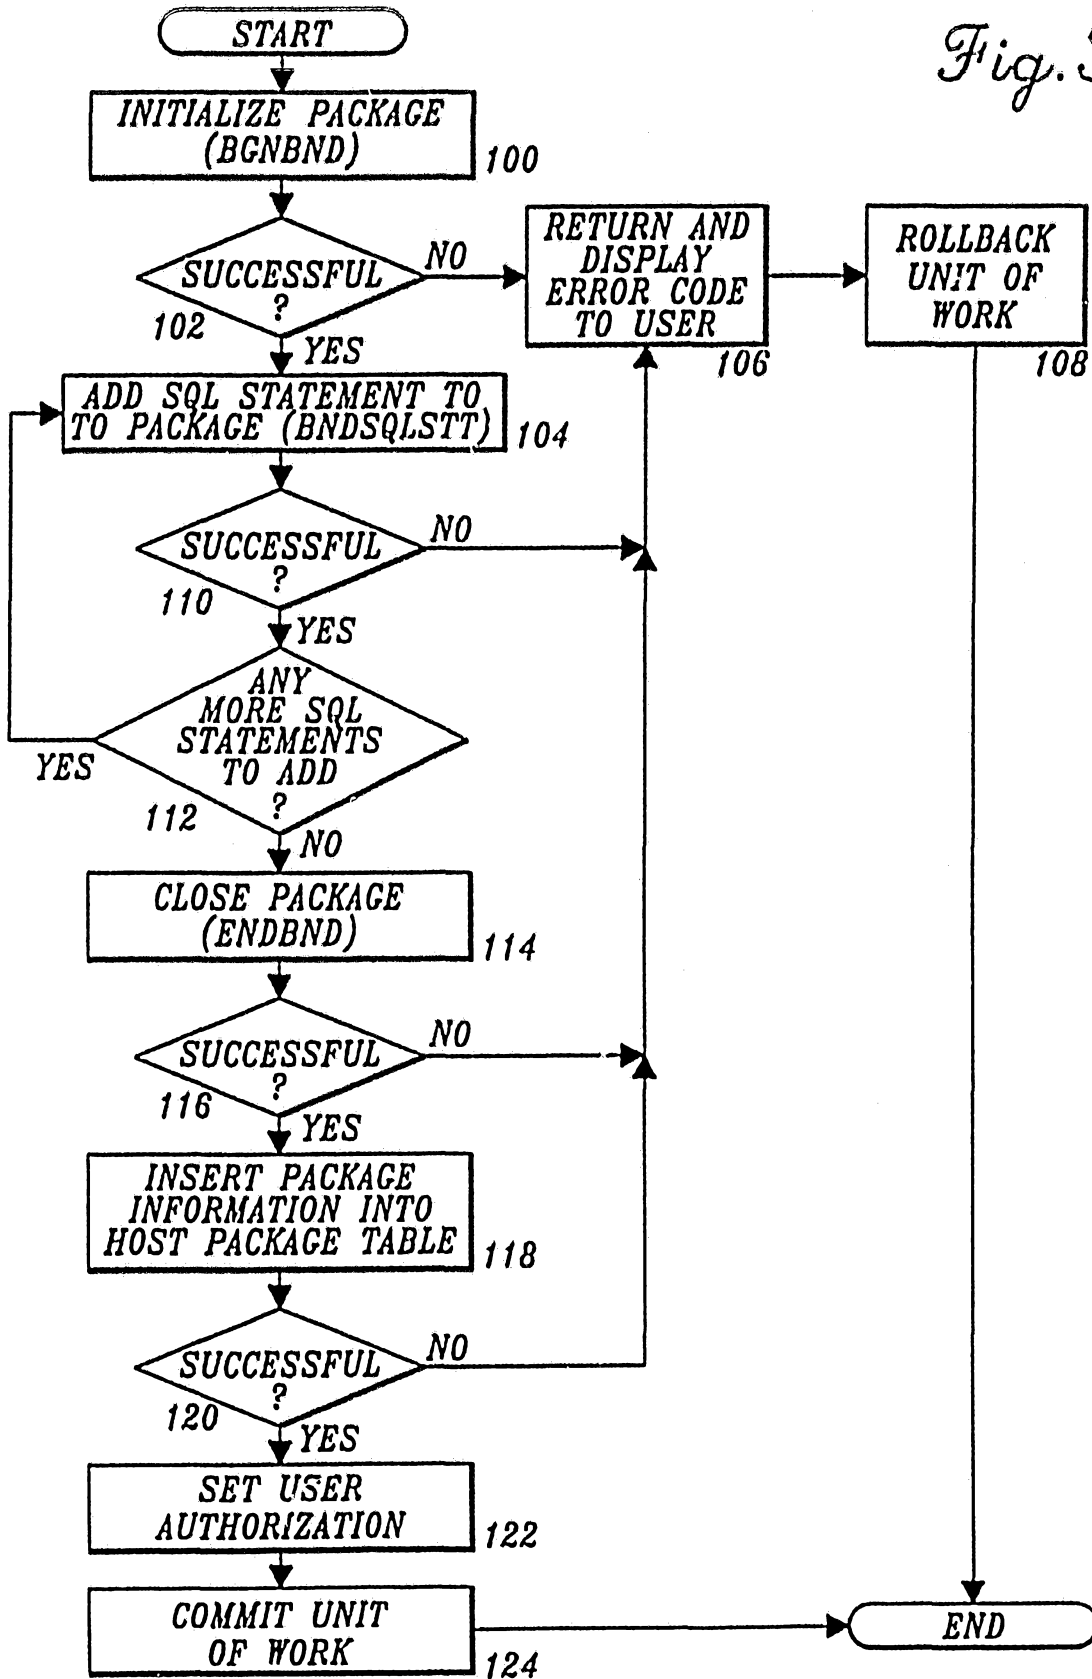 START
Fig.
INITIALIZE PACKAGE
(BGNBND)
100
SUCCESSFUL
?
102
NO
YES
RETURN AND
DISPLAY
ERROR CODE
TO USER
106
ROLLBACK
UNIT OF
WORK
108
ADD SQL STATEMENT TO
TO PACKAGE (BNDSQLSTT)
104
SUCCESSFUL
?
110
NO
YES
ANY
MORE SQL
STATEMENTS
TO ADD
?
112
YES
NO
CLOSE PACKAGE
(ENDBND)
114
SUCCESSFUL
?
116
NO
YES
INSERT PACKAGE
INFORMATION INTO
HOST PACKAGE TABLE
118
SUCCESSFUL
?
120
NO
YES
SET USER
AUTHORIZATION
122
COMMIT UNIT
OF WORK
124
END